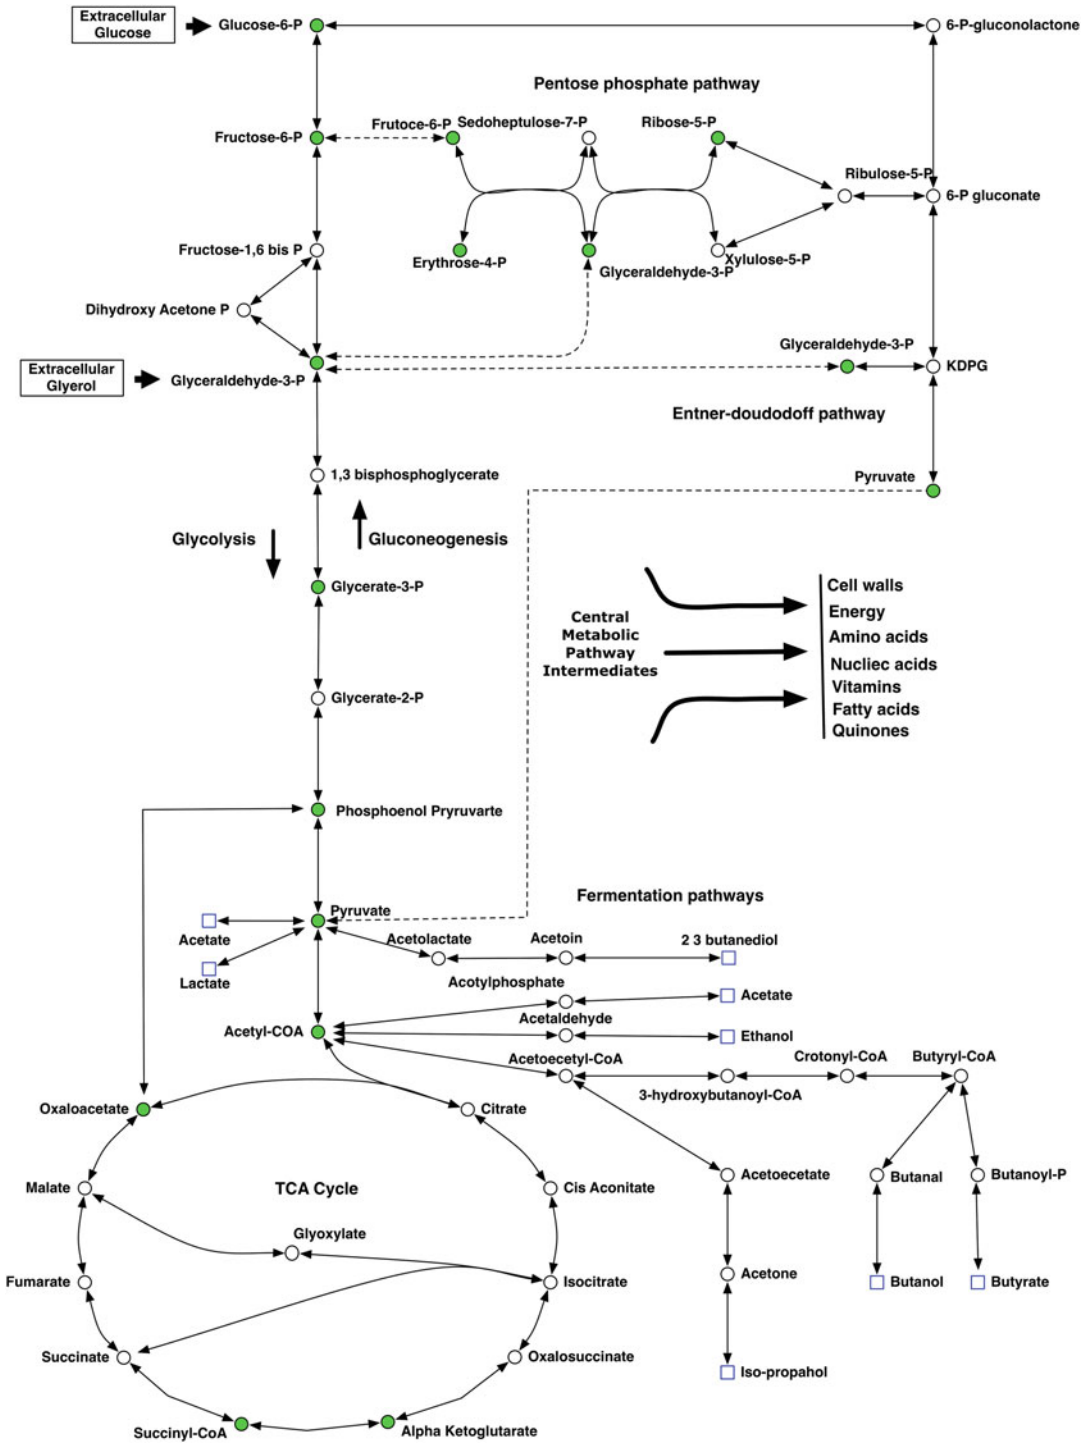 Extracellular
Glucose
Glucose-6-P
6-P-gluconolactone
Pentose phosphate pathway
Fructose-6-P
Frutoce-6-P
Sedoheptulose-7-P
Ribose-5-P
Ribulose-5-P
6-P gluconate
Fructose-1,6 bis P
Erythrose-4-P
Glyceraldehyde-3-P
Xylulose-5-P
Dihydroxy Acetone P
Extracellular
Glyerol
Glyceraldehyde-3-P
Glyceraldehyde-3-P
KDPG
Entner-doudodoff pathway
1,3 bisphosphoglycerate
Pyruvate
Glycolysis
Gluconeogenesis
Glycerate-3-P
Central
Metabolic
Pathway
Intermediates
Cell walls
Energy
Amino acids
Nucliec acids
Vitamins
Fatty acids
Quinones
Glycerate-2-P
Phosphoenol Pryruvarte
Fermentation pathways
Pyruvate
Acetate
Lactate
Acetolactate
Acetoin
2 3 butanediol
Acotylphosphate
Acetate
Acetaldehyde
Ethanol
Acetyl-COA
Acetoecetyl-CoA
3-hydroxybutanoyl-CoA
Crotonyl-CoA
Butyryl-CoA
Oxaloacetate
Citrate
Malate
TCA Cycle
Cis Aconitate
Acetoecetate
Butanal
Butanoyl-P
Glyoxylate
Fumarate
Isocitrate
Acetone
Butanol
Butyrate
Succinate
Oxalosuccinate
Iso-propahol
Succinyl-CoA
Alpha Ketoglutarate